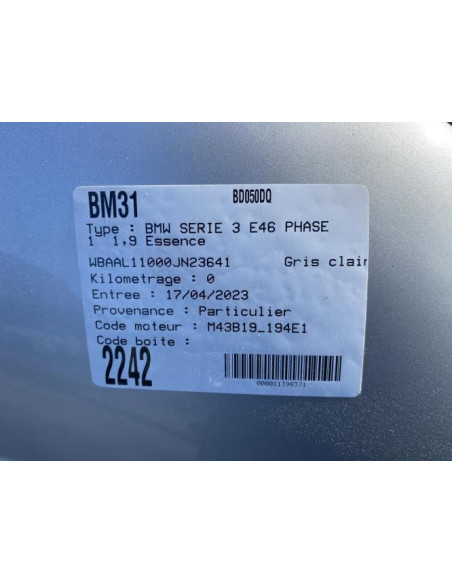 BM31 BD050DQ
Type : BMW SERIE 3 E46 PHASE
1 1,9 Essence
WBAAL11000JN23641 Gris clair
Kilometrage : 0
Entree : 17/04/2023
Provenance : Particulier
Code moteur : M43B19_194E1
Code boite :
2242
000011398371